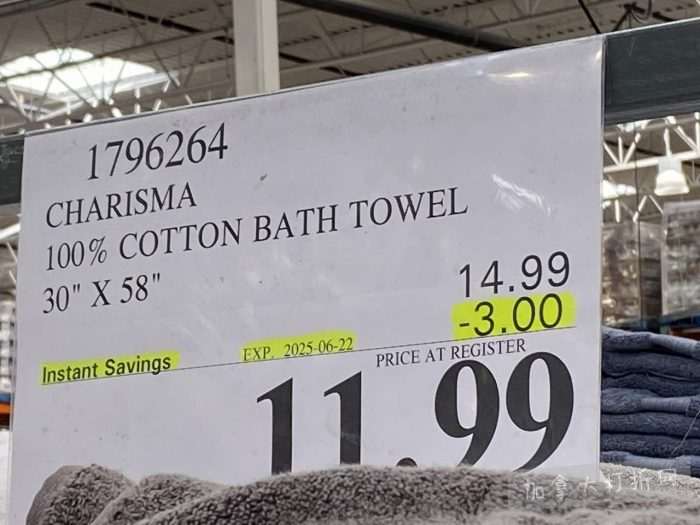 1796264
CHARISMA
100% COTTON BATH TOWEL
30" X 58"
14.99
-3.00
Instant Savings EXP. 2025-06-22 PRICE AT REGISTER
11.99
加拿大打折网